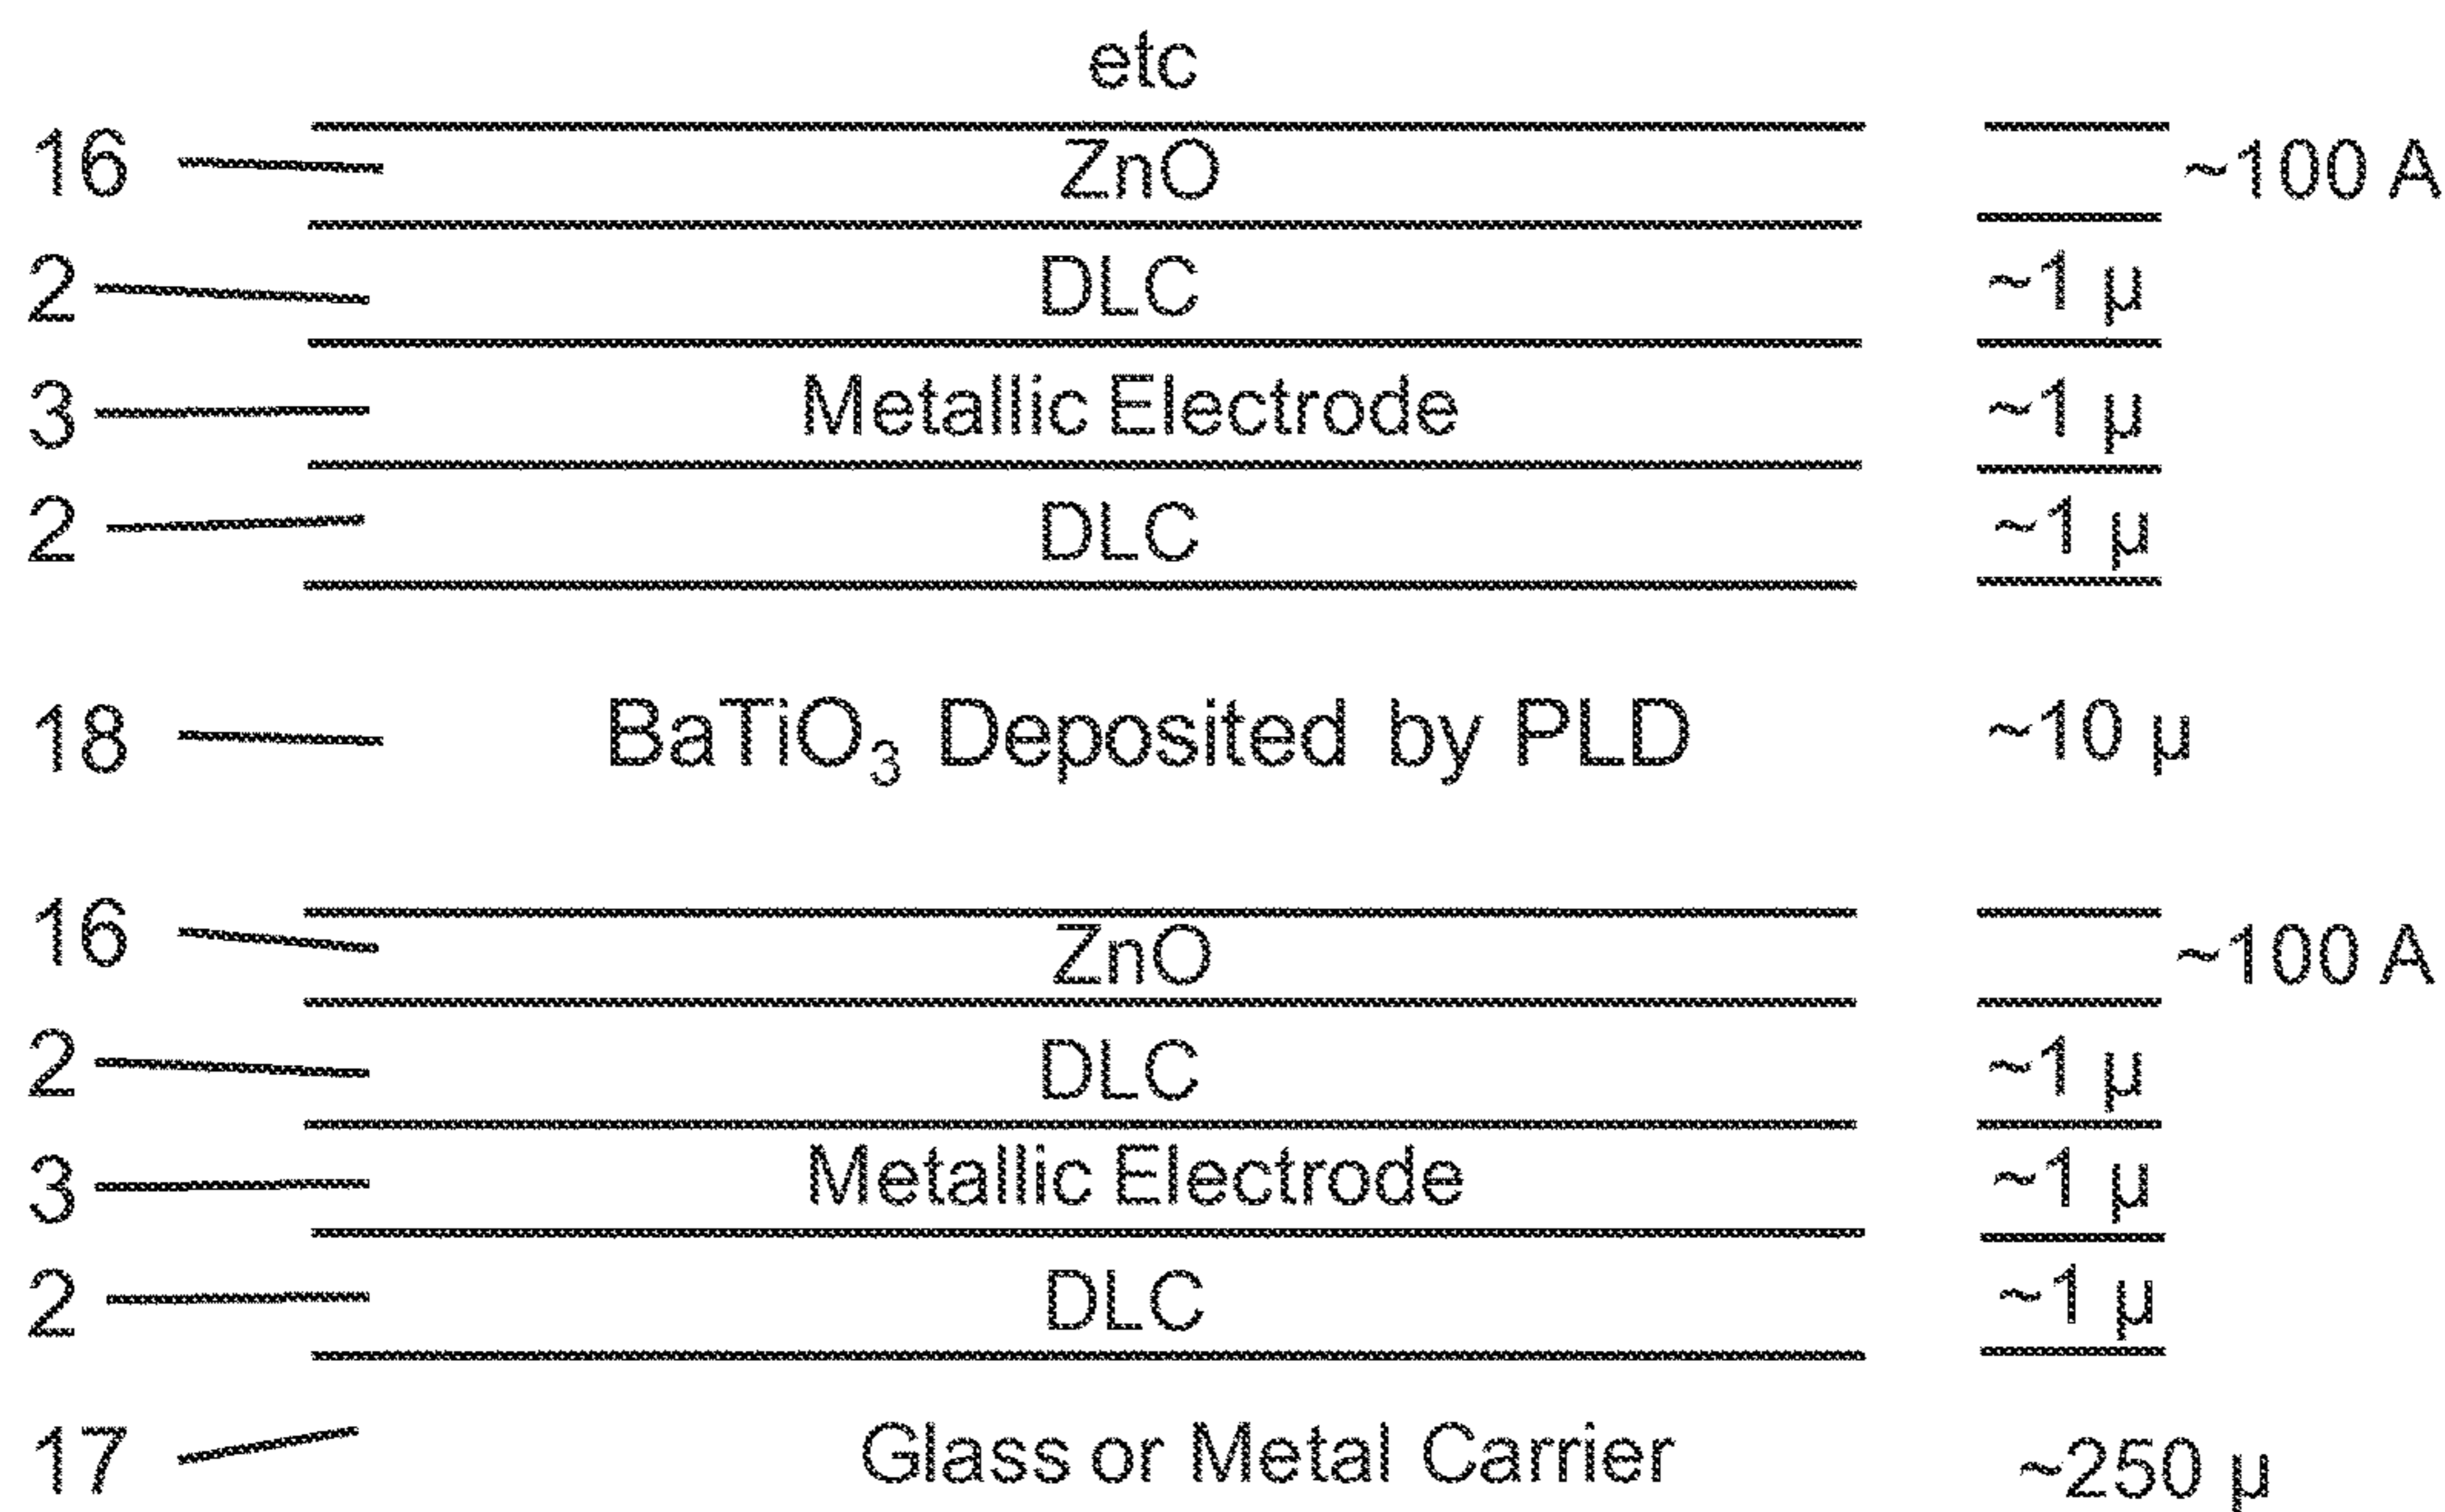 etc
16 ZnO ~100 A
2 DLC ~1 μ
3 Metallic Electrode ~1 μ
2 DLC ~1 μ
18 BaTiO₃ Deposited by PLD ~10 μ
16 ZnO ~100 A
2 DLC ~1 μ
3 Metallic Electrode ~1 μ
2 DLC ~1 μ
17 Glass or Metal Carrier ~250 μ